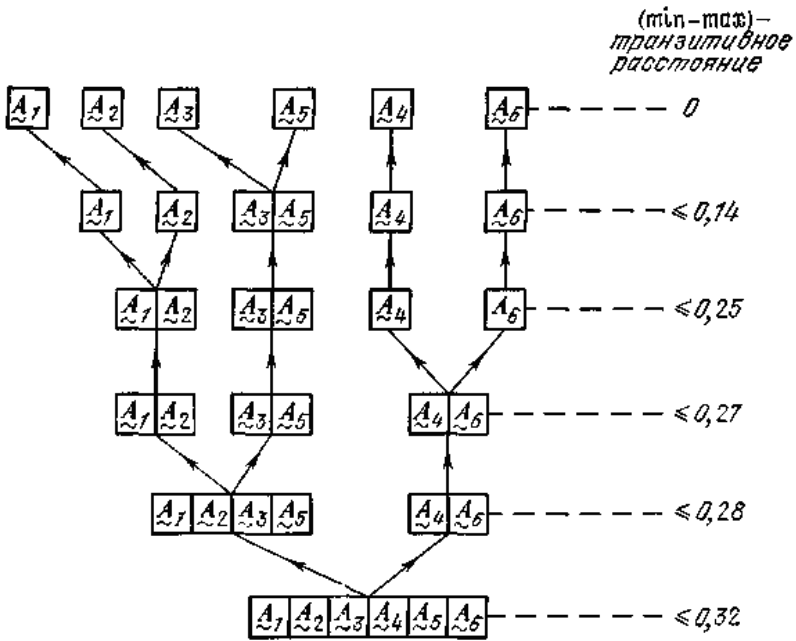 (min-max)-
транзитивное
расстояние
A1 A2 A3 A5 A4 A6 0
A1 A2 A3 A5 A4 A6 ⩽0,14
A1 A2 A3 A5 A4 A6 ⩽0,25
A1 A2 A3 A5 A4 A6 ⩽0,27
A1 A2 A3 A5 A4 A6 ⩽0,28
A1 A2 A3 A4 A5 A6 ⩽0,32